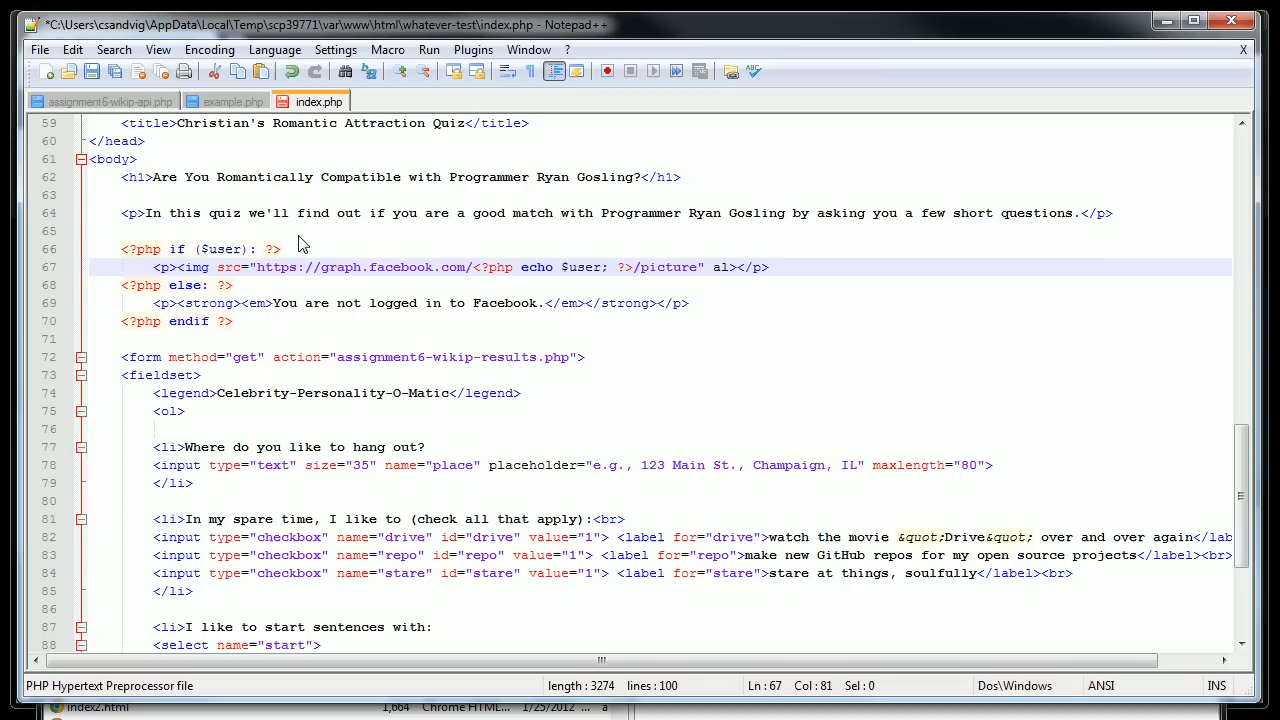 *C:\Users\csandvig\AppData\Local\Temp\scp39771\var\www\html\whatever-test\index.php - Notepad++
File Edit Search View Encoding Language Settings Macro Run Plugins Window ? X
assignment6-wikip-api.php example.php index.php
59 <title>Christian's Romantic Attraction Quiz</title>
60 </head>
61 <body>
62 <h1>Are You Romantically Compatible with Programmer Ryan Gosling?</h1>
63
64 <p>In this quiz we'll find out if you are a good match with Programmer Ryan Gosling by asking you a few short questions.</p>
65
66 <?php if ($user): ?>
67 <p><img src="https://graph.facebook.com/<?php echo $user; ?>/picture" al></p>
68 <?php else: ?>
69 <p><strong><em>You are not logged in to Facebook.</em></strong></p>
70 <?php endif ?>
71
72 <form method="get" action="assignment6-wikip-results.php">
73 <fieldset>
74 <legend>Celebrity-Personality-O-Matic</legend>
75 <ol>
76
77 <li>Where do you like to hang out?
78 <input type="text" size="35" name="place" placeholder="e.g., 123 Main St., Champaign, IL" maxlength="80">
79 </li>
80
81 <li>In my spare time, I like to (check all that apply):<br>
82 <input type="checkbox" name="drive" id="drive" value="1"> <label for="drive">watch the movie &quot;Drive&quot; over and over again</lab
83 <input type="checkbox" name="repo" id="repo" value="1"> <label for="repo">make new GitHub repos for my open source projects</label><br>
84 <input type="checkbox" name="stare" id="stare" value="1"> <label for="stare">stare at things, soulfully</label><br>
85 </li>
86
87 <li>I like to start sentences with:
88 <select name="start">
PHP Hypertext Preprocessor file length : 3274 lines : 100 Ln : 67 Col : 81 Sel : 0 Dos\Windows ANSI INS
index2.html 1,664 Chrome HTML... 1/25/2012 ... a